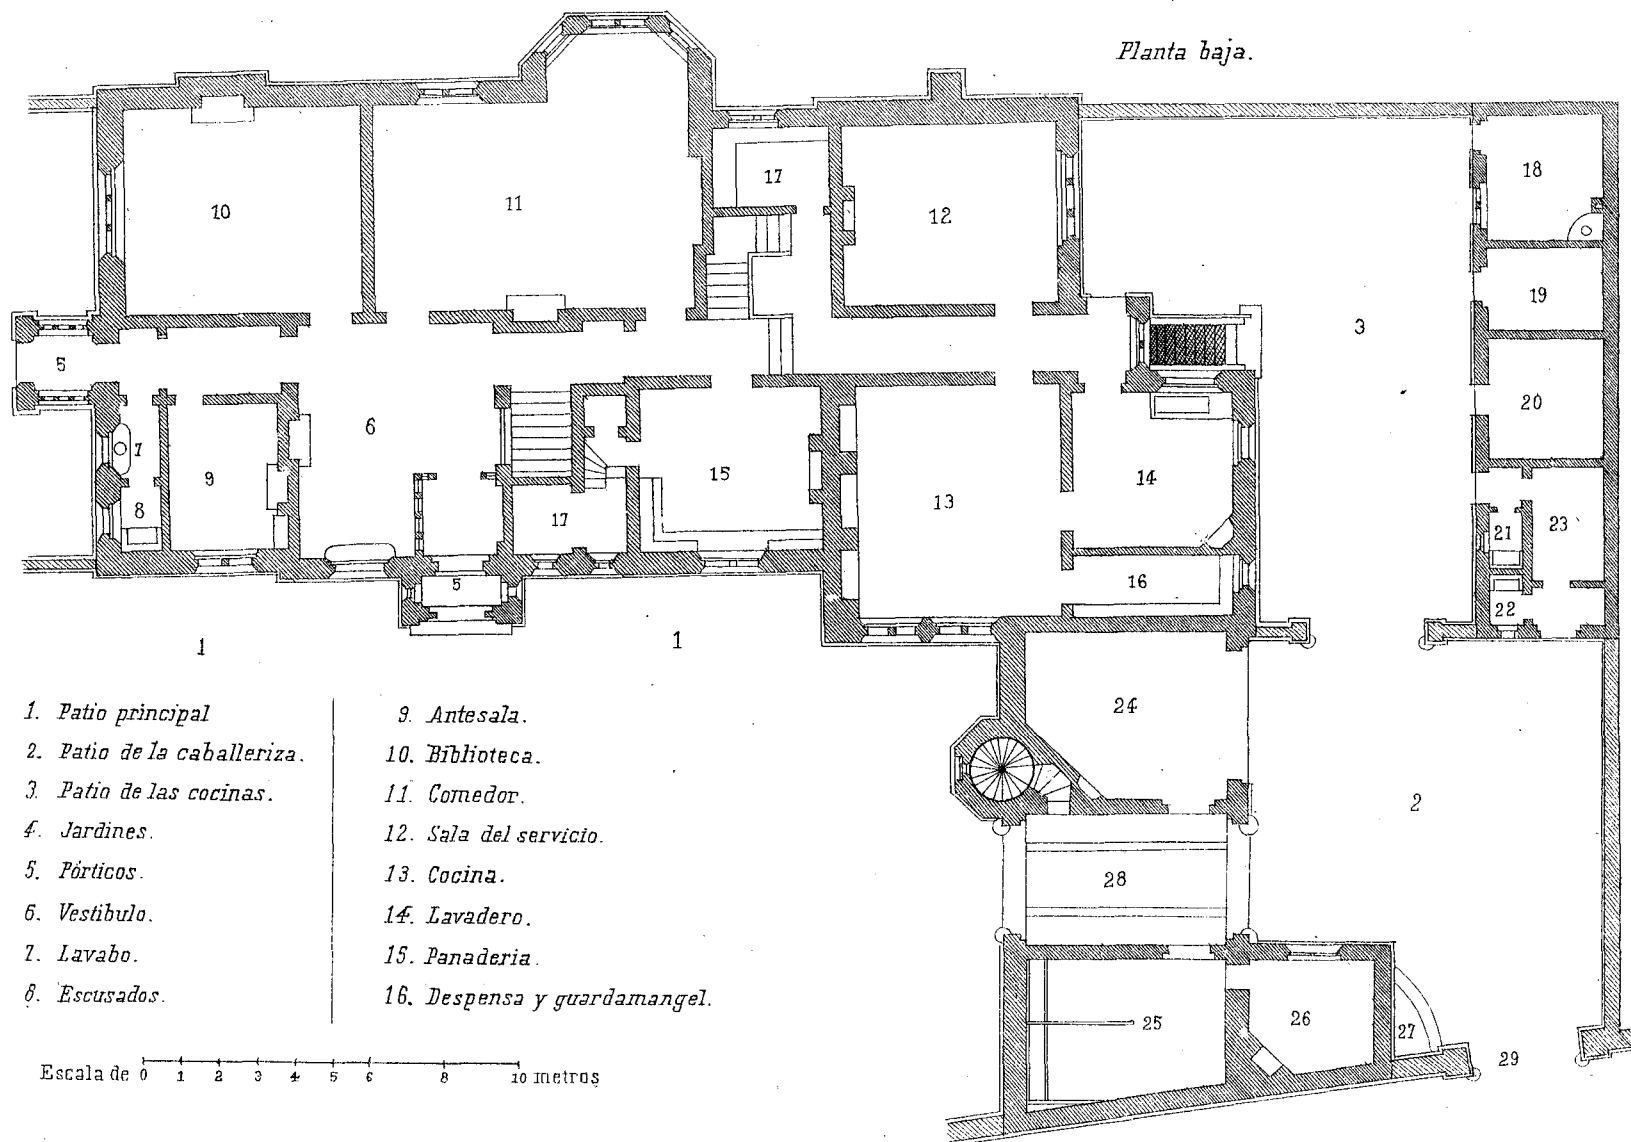 Planta baja.
10
11
17
12
18
19
3
5
20
6
7
9
8
15
17
13
14
16
21
23
22
5
1
1
24
2
28
25
26
27
29
1. Patio principal
2. Patio de la caballeriza.
3. Patio de las cocinas.
4. Jardines.
5. Pórticos.
6. Vestíbulo.
7. Lavabo.
8. Escusados.
9. Antesala.
10. Biblioteca.
11. Comedor.
12. Sala del servicio.
13. Cocina.
14. Lavadero.
15. Panaderia.
16. Despensa y guardamangel.
Escala de 0 1 2 3 4 5 6 8 10 metros